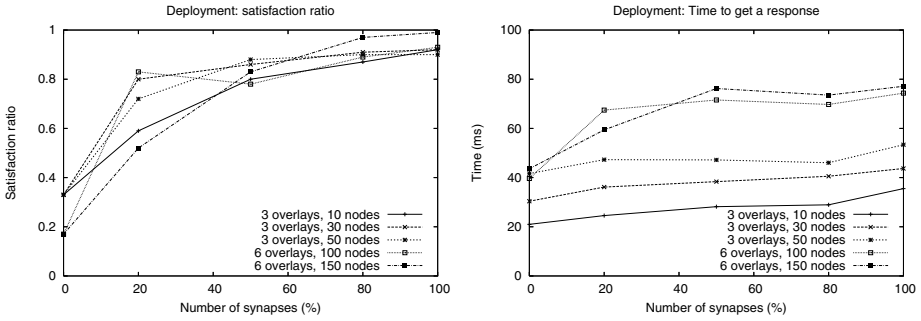 Deployment: satisfaction ratio
1
0.8
0.6
0.4
0.2
0
Satisfaction ratio
3 overlays, 10 nodes
3 overlays, 30 nodes
3 overlays, 50 nodes
6 overlays, 100 nodes
6 overlays, 150 nodes
0 20 40 60 80 100
Number of synapses (%)
Deployment: Time to get a response
100
80
60
40
20
0
Time (ms)
3 overlays, 10 nodes
3 overlays, 30 nodes
3 overlays, 50 nodes
6 overlays, 100 nodes
6 overlays, 150 nodes
0 20 40 60 80 100
Number of synapses (%)